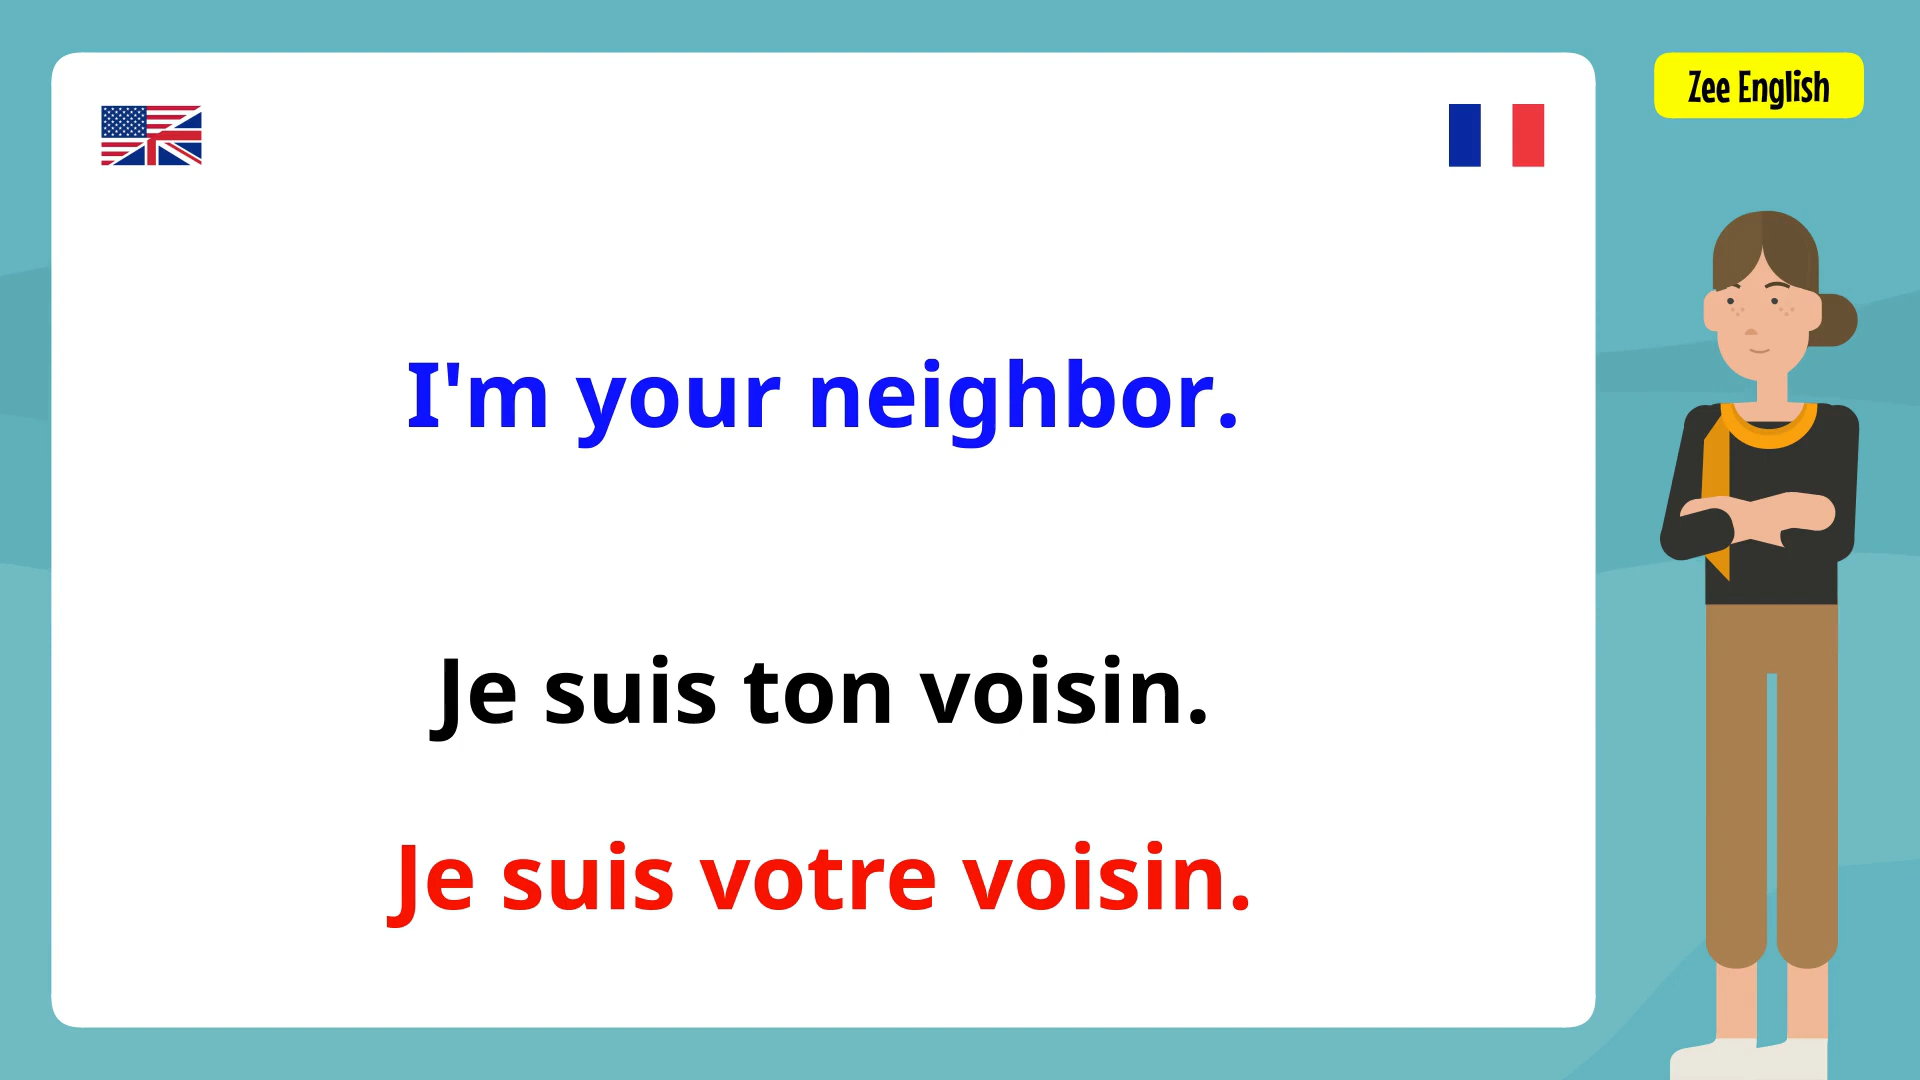 Zee English
I'm your neighbor.
Je suis ton voisin.
Je suis votre voisin.